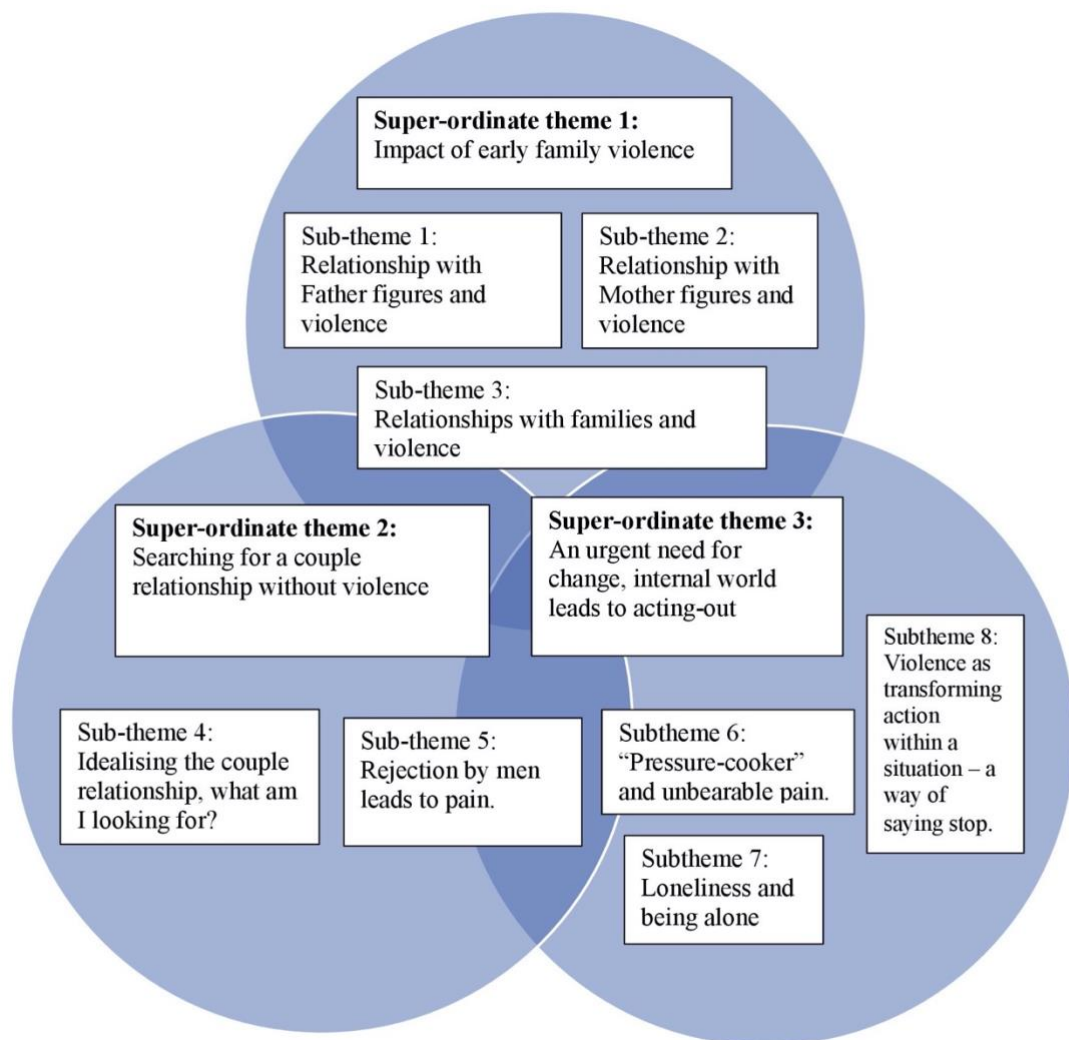 Super-ordinate theme 1:
Impact of early family violence
Sub-theme 1:
Relationship with
Father figures and
violence
Sub-theme 2:
Relationship with
Mother figures and
violence
Sub-theme 3:
Relationships with families and
violence
Super-ordinate theme 2:
Searching for a couple
relationship without violence
Super-ordinate theme 3:
An urgent need for
change, internal world
leads to acting-out
Sub-theme 4:
Idealising the couple
relationship, what am
I looking for?
Sub-theme 5:
Rejection by men
leads to pain.
Subtheme 6:
“Pressure-cooker”
and unbearable pain.
Subtheme 7:
Loneliness and
being alone
Subtheme 8:
Violence as
transforming
action
within a
situation – a
way of
saying stop.